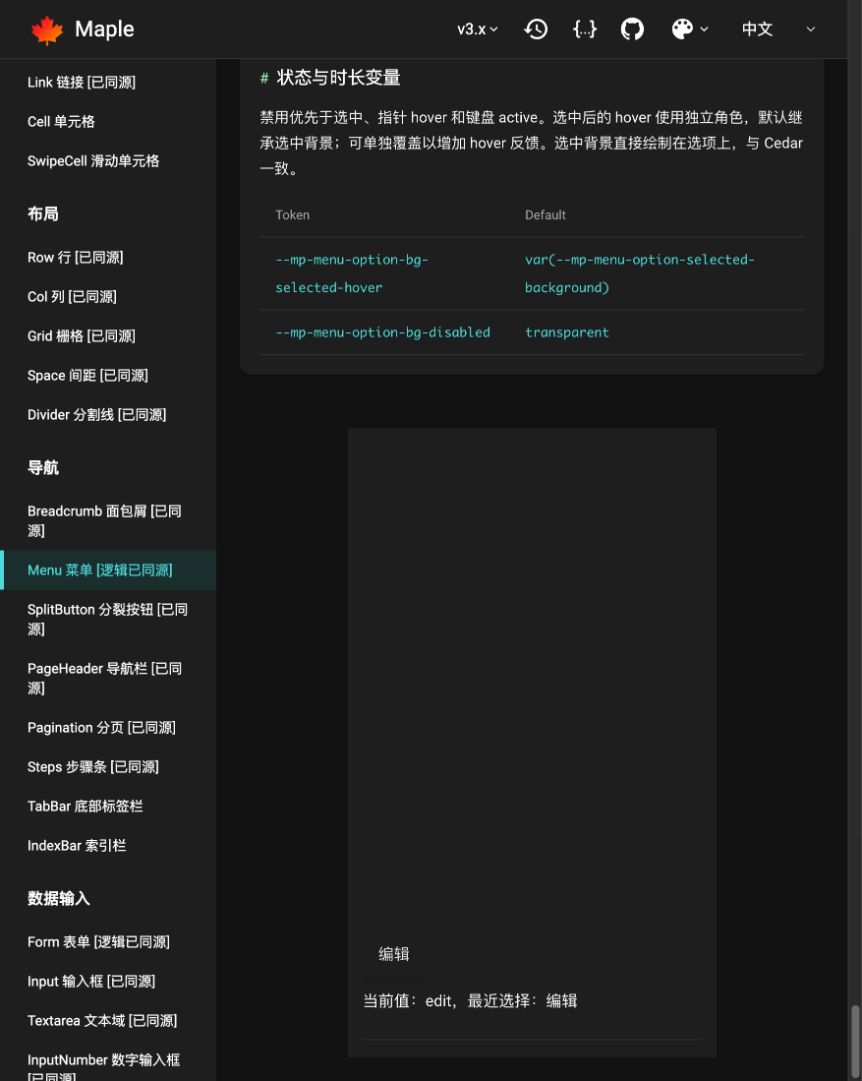 Maple
v3.x
{...}
中文
Link 链接 [已同源]
Cell 单元格
SwipeCell 滑动单元格
布局
Row 行 [已同源]
Col 列 [已同源]
Grid 栅格 [已同源]
Space 间距 [已同源]
Divider 分割线 [已同源]
导航
Breadcrumb 面包屑 [已同
源]
Menu 菜单 [逻辑已同源]
SplitButton 分裂按钮 [已同
源]
PageHeader 导航栏 [已同
源]
Pagination 分页 [已同源]
Steps 步骤条 [已同源]
TabBar 底部标签栏
IndexBar 索引栏
数据输入
Form 表单 [逻辑已同源]
Input 输入框 [已同源]
Textarea 文本域 [已同源]
InputNumber 数字输入框
[已同源]
# 状态与时长变量
禁用优先于选中、指针 hover 和键盘 active。选中后的 hover 使用独立角色，默认继
承选中背景；可单独覆盖以增加 hover 反馈。选中背景直接绘制在选项上，与 Cedar
一致。
Token
Default
--mp-menu-option-bg-
selected-hover
var(--mp-menu-option-selected-
background)
--mp-menu-option-bg-disabled
transparent
编辑
当前值：edit，最近选择：编辑